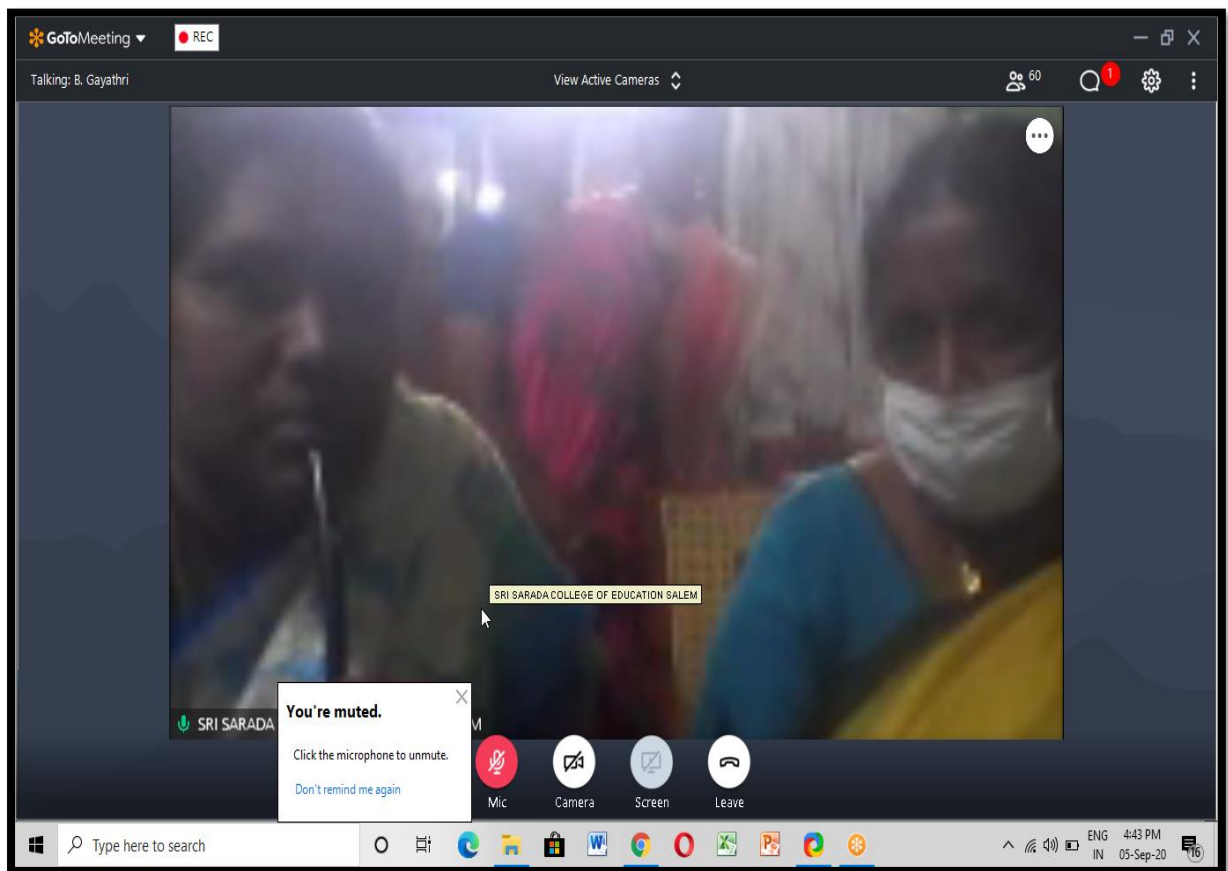 GoToMeeting
REC
Talking: B. Gayathri
View Active Cameras
60
1
SRI SARADA COLLEGE OF EDUCATION SALEM
SRI SARADA
M
You're muted.
Click the microphone to unmute.
Don't remind me again
Mic
Camera
Screen
Leave
Type here to search
ENG
IN
4:43 PM
05-Sep-20
16